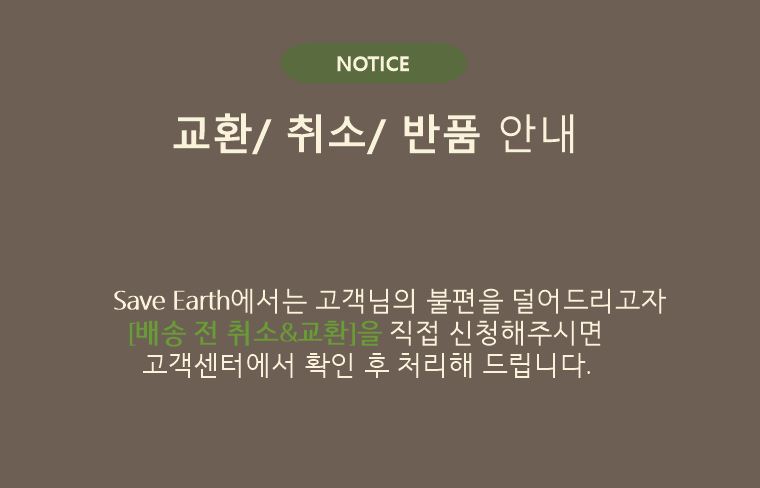 NOTICE
교환/ 취소/ 반품 안내
Save Earth에서는 고객님의 불편을 덜어드리고자
[배송 전 취소&교환]을 직접 신청해주시면
고객센터에서 확인 후 처리해 드립니다.